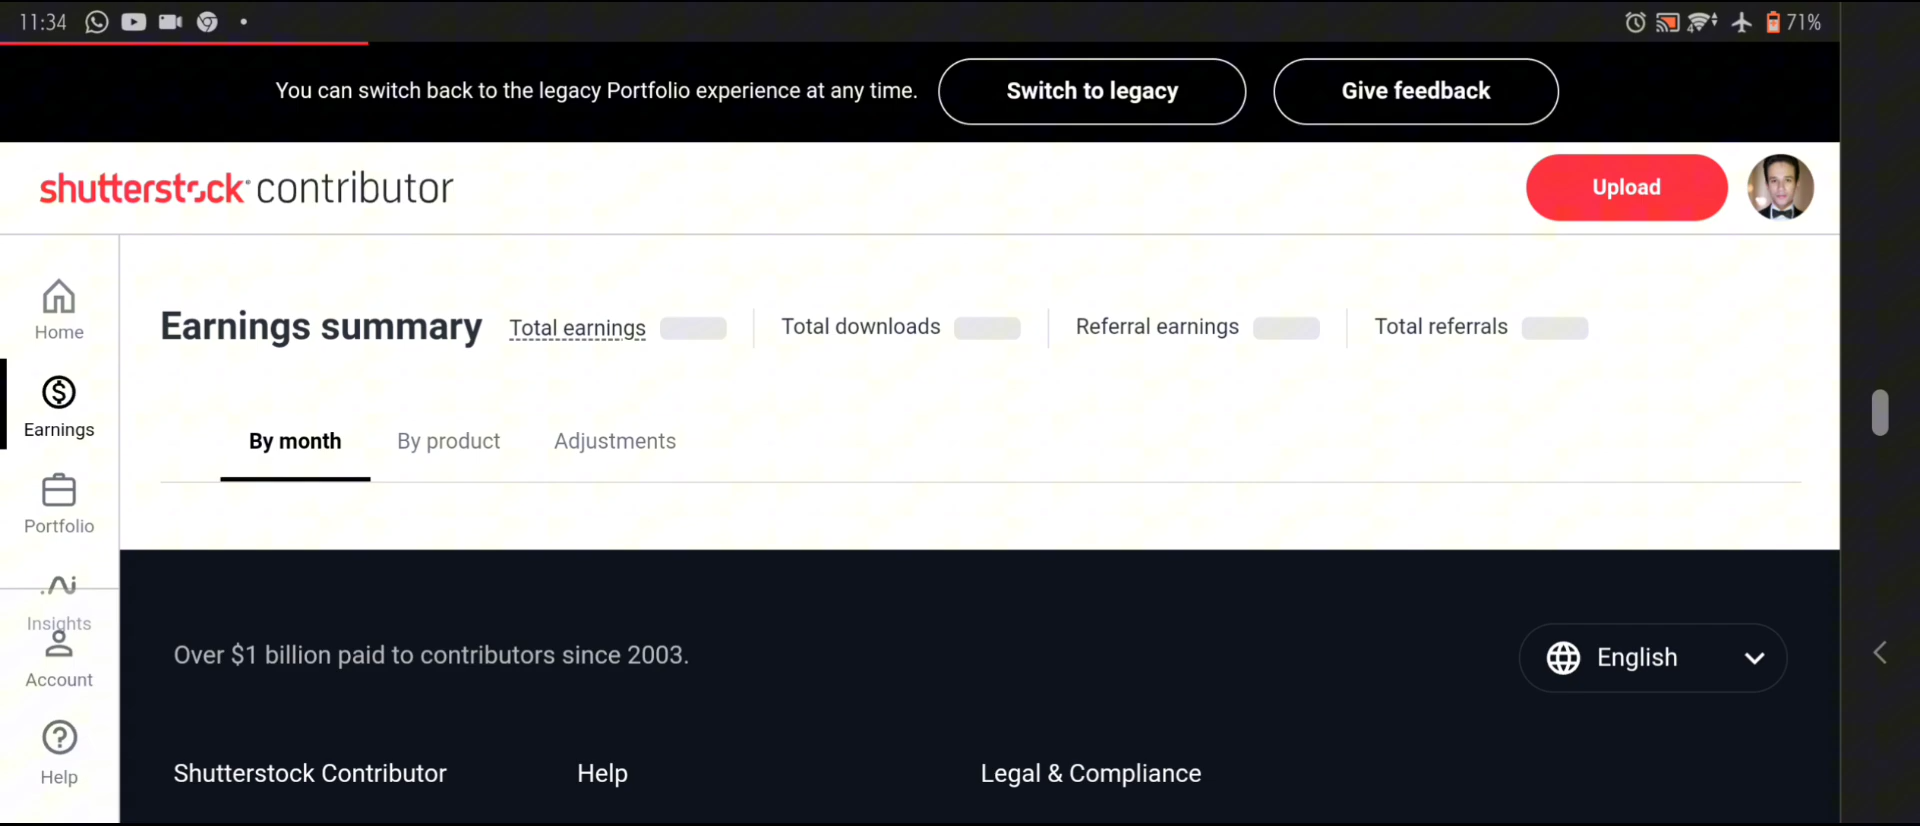 11:34
71%
You can switch back to the legacy Portfolio experience at any time.
Switch to legacy
Give feedback
shutterstock contributor
Upload
Home
Earnings
Portfolio
Insights
Account
Help
Earnings summary
Total earnings
Total downloads
Referral earnings
Total referrals
By month
By product
Adjustments
Over $1 billion paid to contributors since 2003.
English
Shutterstock Contributor
Help
Legal & Compliance